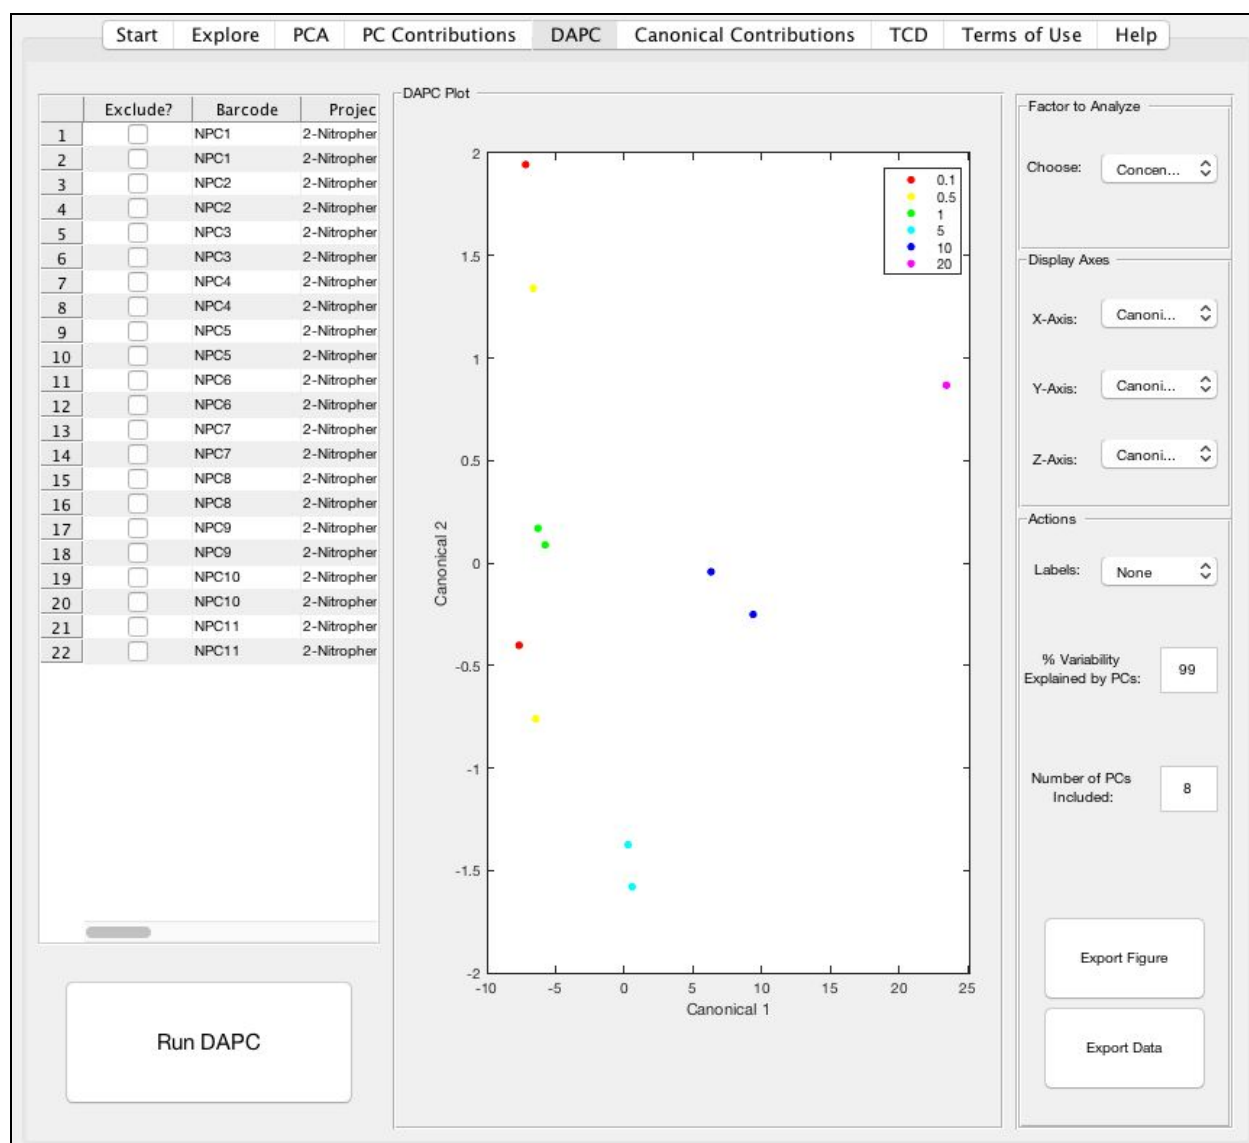 Start Explore PCA PC Contributions DAPC Canonical Contributions TCD Terms of Use Help
Exclude? Barcode Projec
1 NPC1 2-Nitropher
2 NPC1 2-Nitropher
3 NPC2 2-Nitropher
4 NPC2 2-Nitropher
5 NPC3 2-Nitropher
6 NPC3 2-Nitropher
7 NPC4 2-Nitropher
8 NPC4 2-Nitropher
9 NPC5 2-Nitropher
10 NPC5 2-Nitropher
11 NPC6 2-Nitropher
12 NPC6 2-Nitropher
13 NPC7 2-Nitropher
14 NPC7 2-Nitropher
15 NPC8 2-Nitropher
16 NPC8 2-Nitropher
17 NPC9 2-Nitropher
18 NPC9 2-Nitropher
19 NPC10 2-Nitropher
20 NPC10 2-Nitropher
21 NPC11 2-Nitropher
22 NPC11 2-Nitropher
Run DAPC
DAPC Plot
2
1.5
1
0.5
0
-0.5
-1
-1.5
-2
Canonical 2
-10 -5 0 5 10 15 20 25
Canonical 1
0.1
0.5
1
5
10
20
Factor to Analyze
Choose: Concen...
Display Axes
X-Axis: Canoni...
Y-Axis: Canoni...
Z-Axis: Canoni...
Actions
Labels: None
% Variability
Explained by PCs: 99
Number of PCs
Included: 8
Export Figure
Export Data